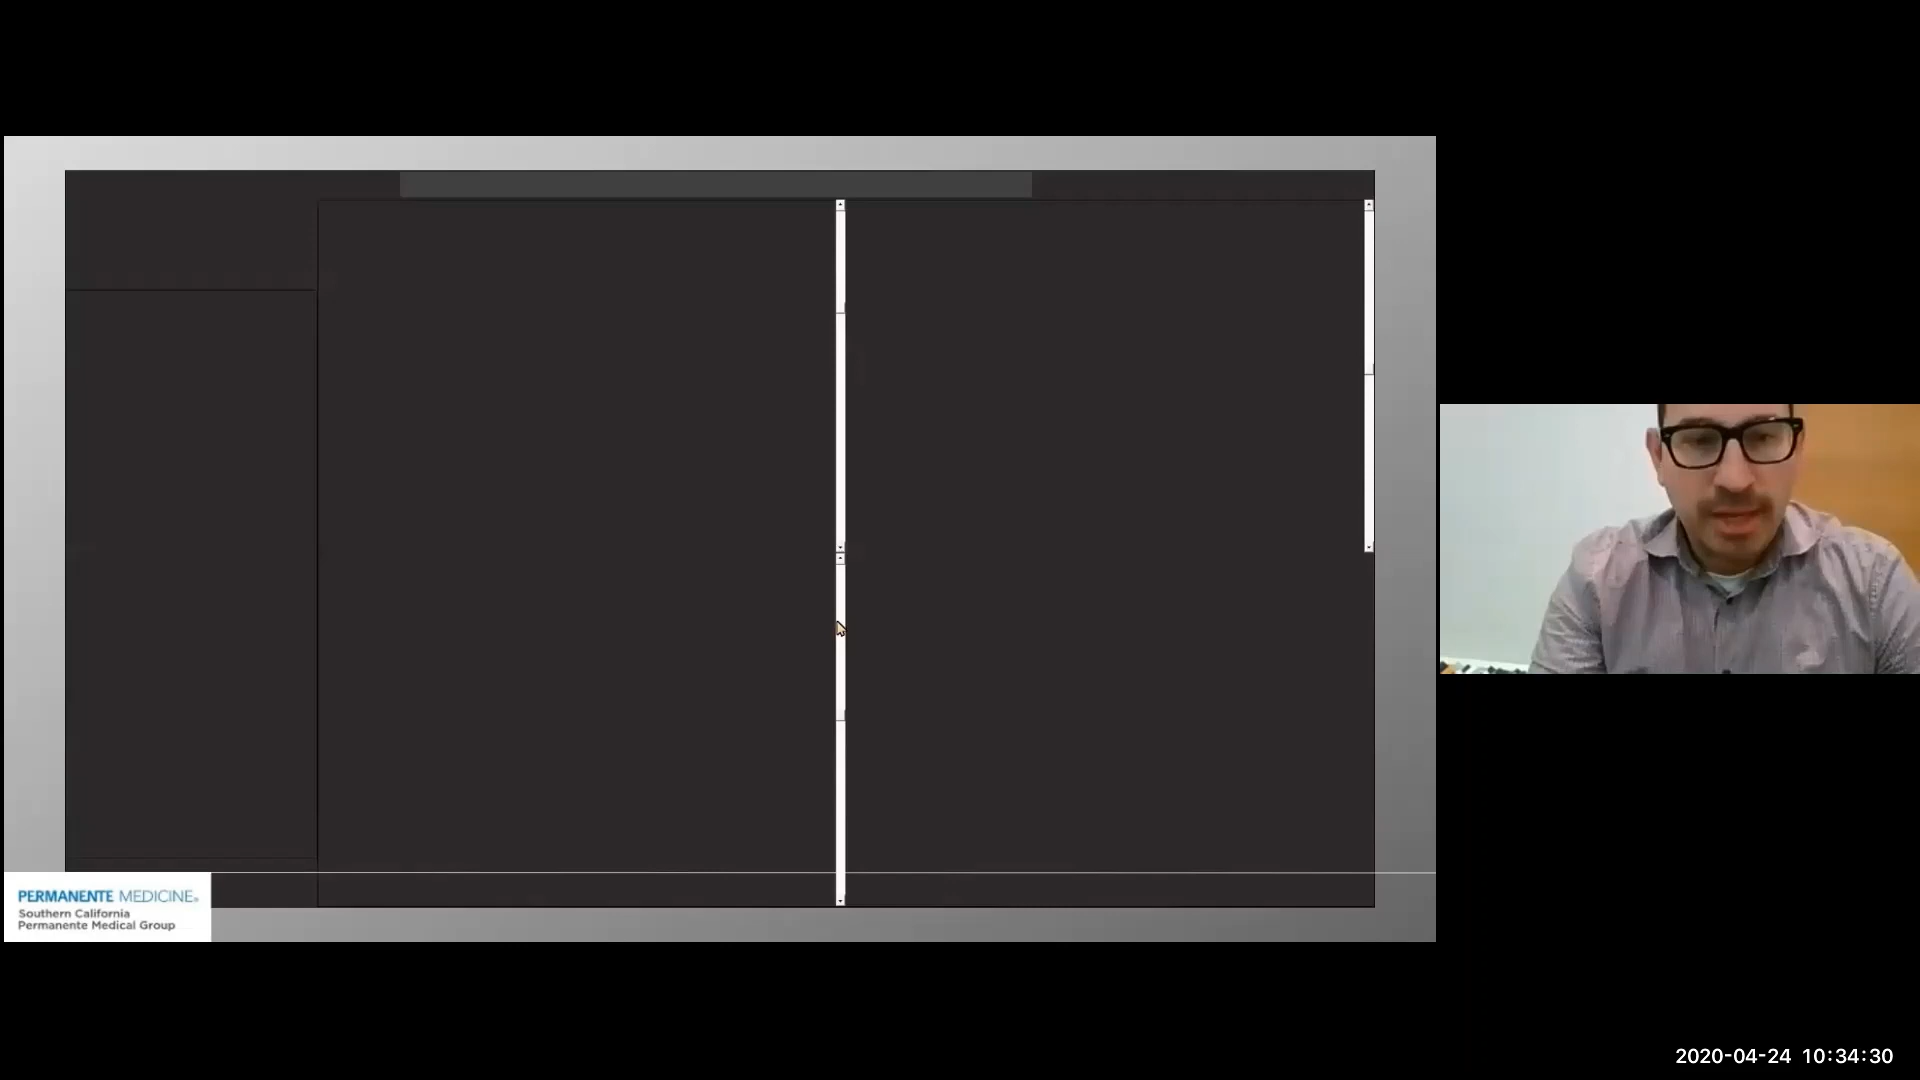 PERMANENTE MEDICINE®
Southern California
Permanente Medical Group
2020-04-24 10:34:30